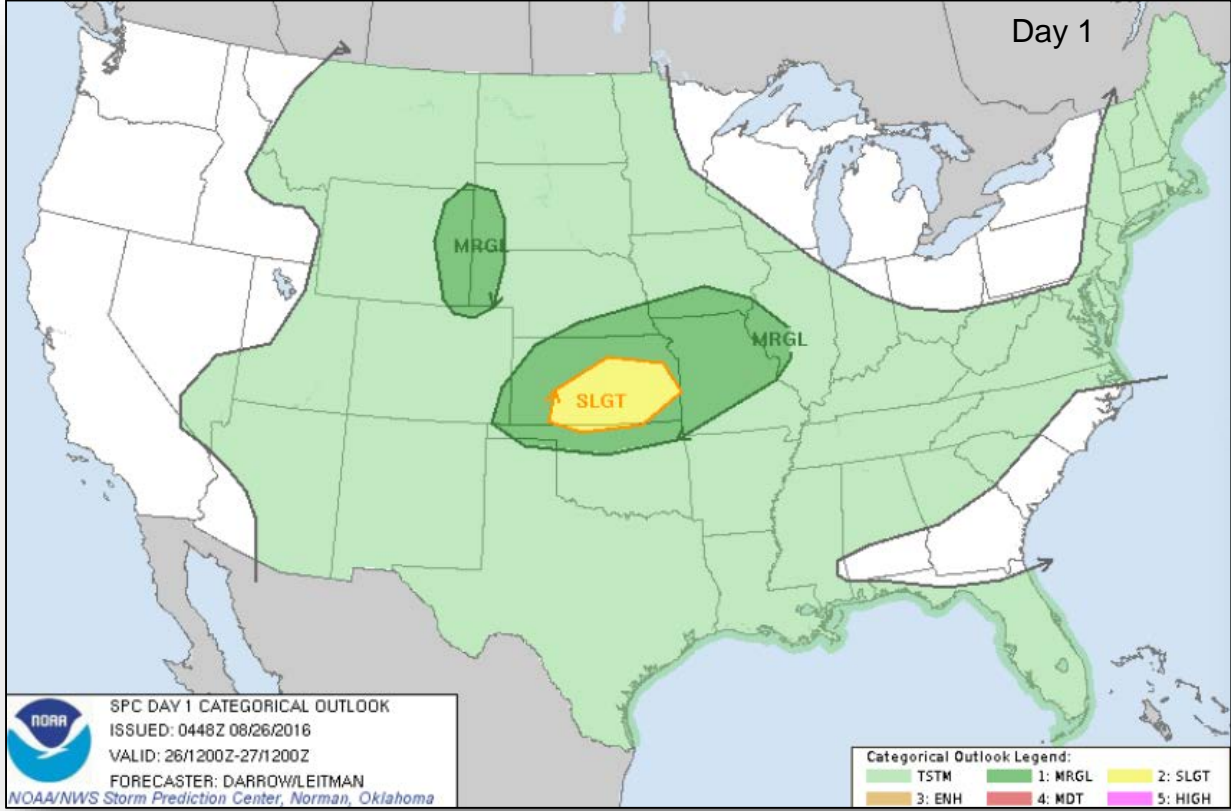 Day 1
MRGL
MRGL
SLGT
NOAA
SPC DAY 1 CATEGORICAL OUTLOOK
ISSUED: 0448Z 08/26/2016
VALID: 26/1200Z-27/1200Z
FORECASTER: DARROW/LEITMAN
NOAA/NWS Storm Prediction Center, Norman, Oklahoma
Categorical Outlook Legend:
TSTM 1: MRGL 2: SLGT
3: ENH 4: MDT 5: HIGH